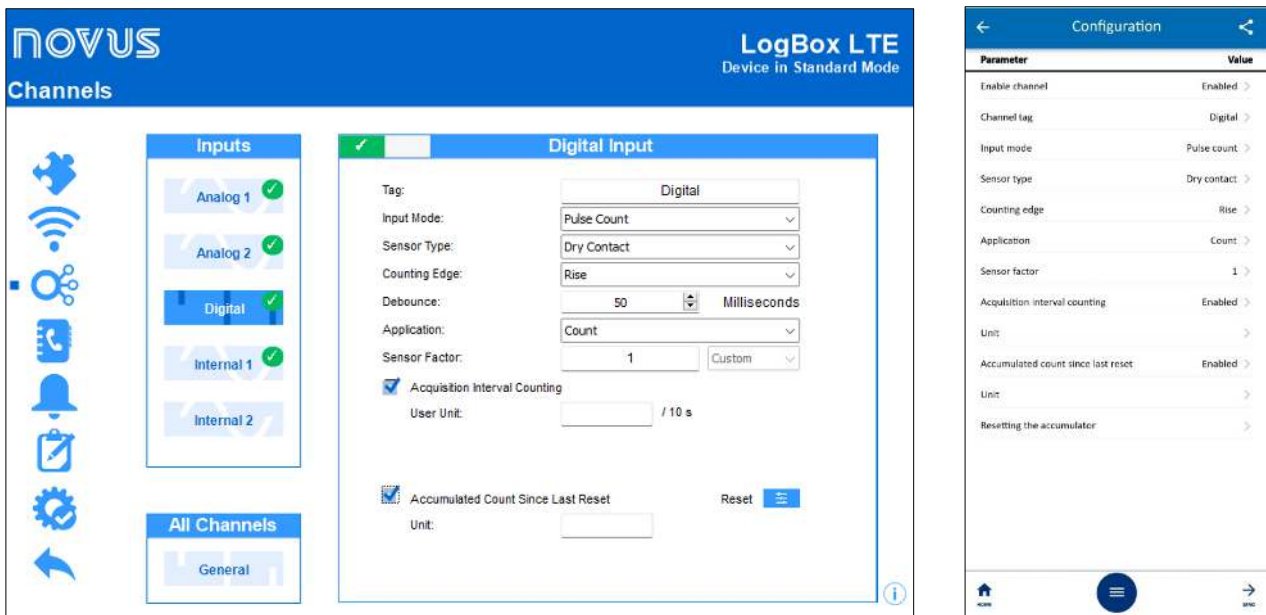 novus
LogBox LTE
Device in Standard Mode
Channels
Inputs
Analog 1
Analog 2
Digital
Internal 1
Internal 2
All Channels
General
Digital Input
Tag: Digital
Input Mode: Pulse Count
Sensor Type: Dry Contact
Counting Edge: Rise
Debounce: 50 Milliseconds
Application: Count
Sensor Factor: 1 Custom
Acquisition Interval Counting
User Unit: / 10 s
Accumulated Count Since Last Reset Reset
Unit:
Configuration
Parameter Value
Enable channel Enabled
Channel tag Digital
Input mode Pulse count
Sensor type Dry contact
Counting edge Rise
Application Count
Sensor factor 1
Acquisition interval counting Enabled
Unit
Accumulated count since last reset Enabled
Unit
Resetting the accumulator
HOME SEND